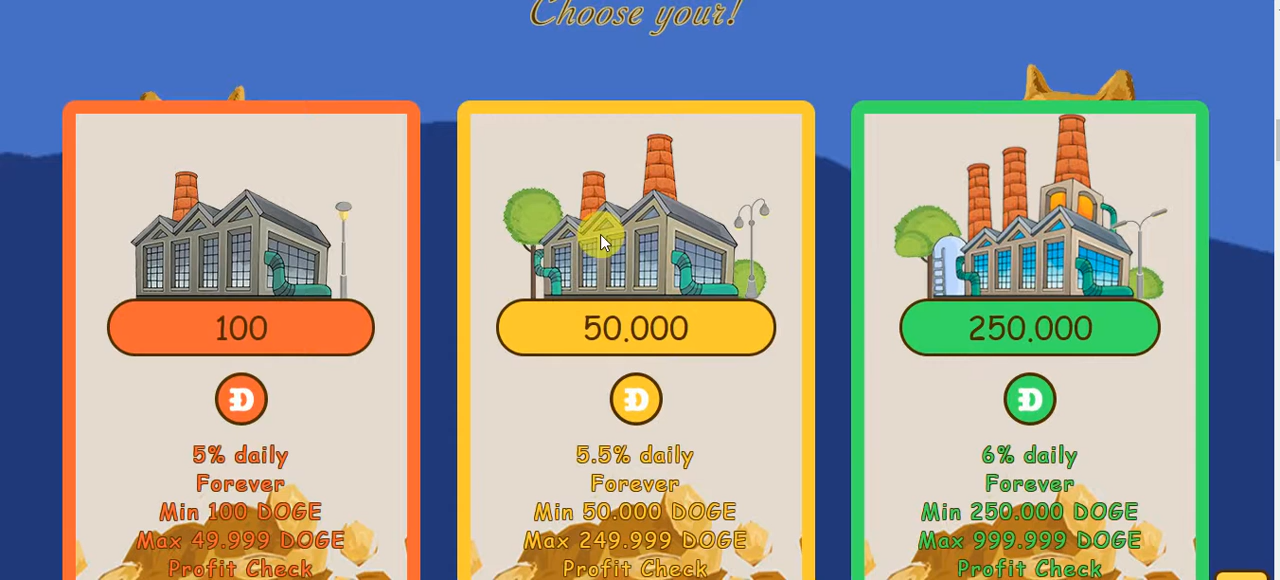 Choose your!
100
50.000
250.000
5% daily
Forever
Min 100 DOGE
Max 49.999 DOGE
Profit Check
5.5% daily
Forever
Min 50.000 DOGE
Max 249.999 DOGE
Profit Check
6% daily
Forever
Min 250.000 DOGE
Max 999.999 DOGE
Profit Check